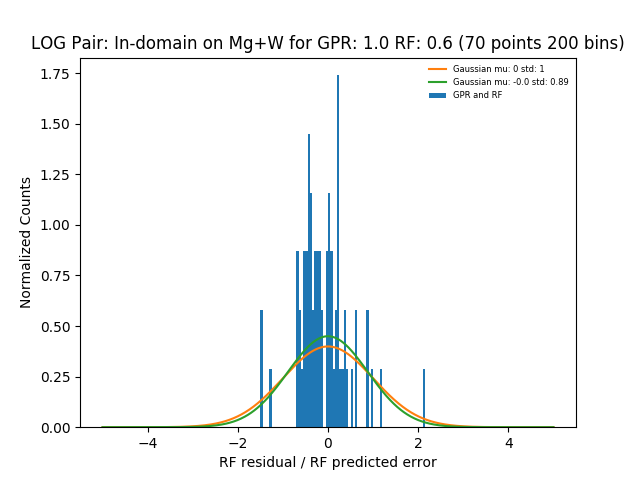 LOG Pair: In-domain on Mg+W for GPR: 1.0 RF: 0.6 (70 points 200 bins)
Gaussian mu: 0 std: 1
Gaussian mu: -0.0 std: 0.89
GPR and RF
Normalized Counts
1.75
1.50
1.25
1.00
0.75
0.50
0.25
0.00
−4 −2 0 2 4
RF residual / RF predicted error